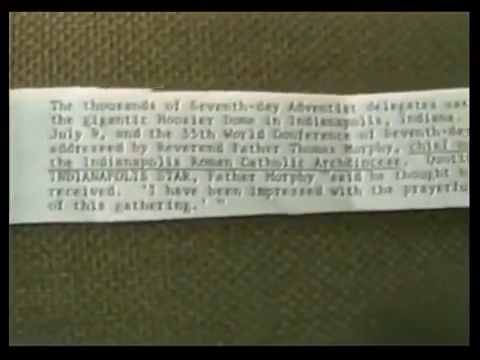 The thousands of Seventh-day Adventist delegates
the gigantic Hoosier Dome in Indianapolis, Indiana.
July 9, and the 55th World Conference of Seventh-day
addressed by Reverend Father Thomas Murphy, chief
the Indianapolis Roman Catholic Archdiocese.
INDIANAPOLIS STAR, Father Murphy "said he thought
received. 'I have been impressed with the prayerful
of this gathering.' "